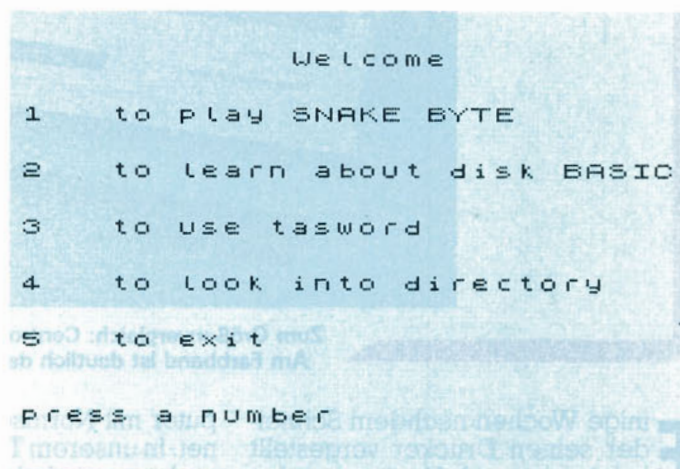 Welcome
1 to play SNAKE BYTE
2 to learn about disk BASIC
3 to use tasword
4 to look into directory
5 to exit
press a number